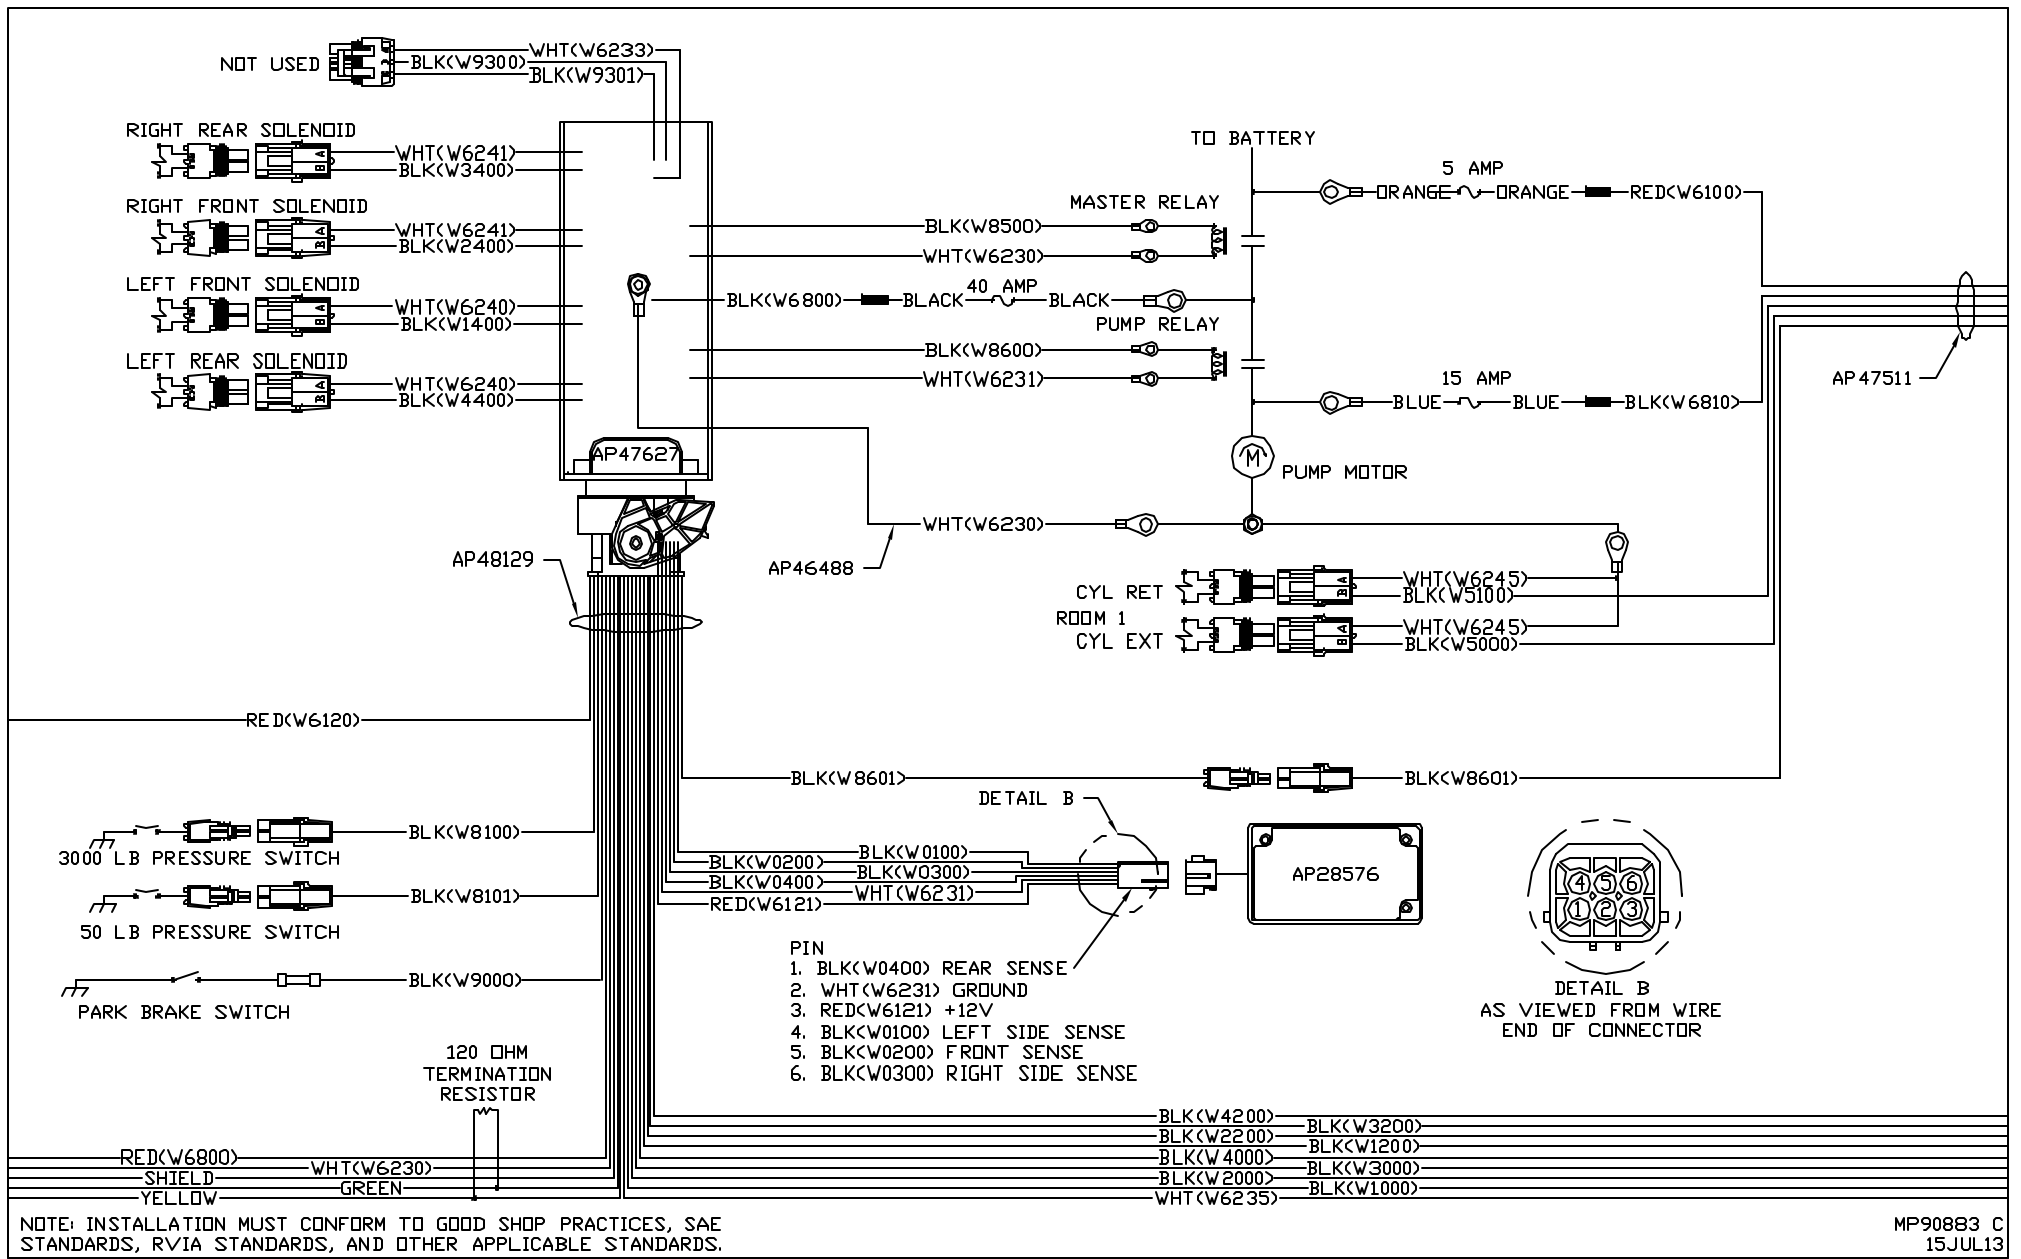 NOT USED
WHT(W6233)
BLK(W9300)
BLK(W9301)
RIGHT REAR SOLENOID
A
B
WHT(W6241)
BLK(W3400)
RIGHT FRONT SOLENOID
A
B
WHT(W6241)
BLK(W2400)
LEFT FRONT SOLENOID
A
B
WHT(W6240)
BLK(W1400)
LEFT REAR SOLENOID
A
B
WHT(W6240)
BLK(W4400)
AP47627
TO BATTERY
MASTER RELAY
BLK(W8500)
WHT(W6230)
40 AMP
BLK(W6800)
BLACK
BLACK
PUMP RELAY
BLK(W8600)
WHT(W6231)
5 AMP
ORANGE
ORANGE
RED(W6100)
15 AMP
BLUE
BLUE
BLK(W6810)
AP47511
M
PUMP MOTOR
WHT(W6230)
AP46488
AP48129
CYL RET
ROOM 1
CYL EXT
A
B
WHT(W6245)
BLK(W5100)
A
B
WHT(W6245)
BLK(W5000)
RED(W6120)
BLK(W8601)
BLK(W8601)
DETAIL B
BLK(W8100)
3000 LB PRESSURE SWITCH
BLK(W8101)
50 LB PRESSURE SWITCH
BLK(W9000)
PARK BRAKE SWITCH
BLK(W0100)
BLK(W0200)
BLK(W0300)
BLK(W0400)
WHT(W6231)
RED(W6121)
AP28576
4 5 6
1 2 3
DETAIL B
AS VIEWED FROM WIRE
END OF CONNECTOR
PIN
1. BLK(W0400) REAR SENSE
2. WHT(W6231) GROUND
3. RED(W6121) +12V
4. BLK(W0100) LEFT SIDE SENSE
5. BLK(W0200) FRONT SENSE
6. BLK(W0300) RIGHT SIDE SENSE
120 OHM
TERMINATION
RESISTOR
RED(W6800)
WHT(W6230)
SHIELD
GREEN
YELLOW
BLK(W4200)
BLK(W3200)
BLK(W2200)
BLK(W1200)
BLK(W4000)
BLK(W3000)
BLK(W2000)
BLK(W1000)
WHT(W6235)
NOTE: INSTALLATION MUST CONFORM TO GOOD SHOP PRACTICES, SAE
STANDARDS, RVIA STANDARDS, AND OTHER APPLICABLE STANDARDS.
MP90883 C
15JUL13